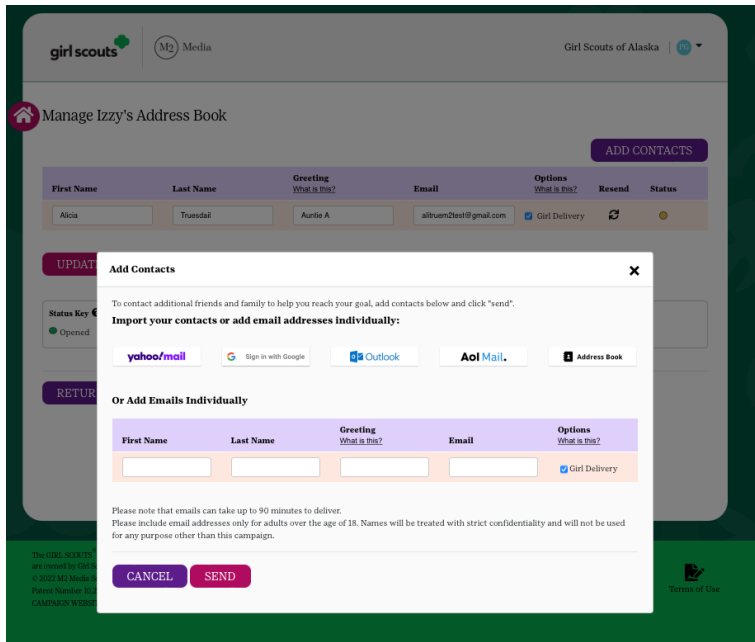 girl scouts
M2 Media
Girl Scouts of Alaska
PG
Manage Izzy's Address Book
ADD CONTACTS
First Name Last Name Greeting What is this? Email Options What is this? Resend Status
Alicia Truesdail Auntie A alitruem2test@gmail.com Girl Delivery
Add Contacts
To contact additional friends and family to help you reach your goal, add contacts below and click "send".
Import your contacts or add email addresses individually:
yahoo!mail
Sign in with Google
Outlook
Aol Mail.
Address Book
Status Key
Opened
Or Add Emails Individually
First Name Last Name Greeting What is this? Email Options What is this?
Girl Delivery
Please note that emails can take up to 90 minutes to deliver.
Please include email addresses only for adults over the age of 18. Names will be treated with strict confidentiality and will not be used
for any purpose other than this campaign.
CANCEL
SEND
The GIRL SCOUTS
are owned by Girl
© 2022 M2 Media
Patent Number
CAMPAIGN
Terms of Use